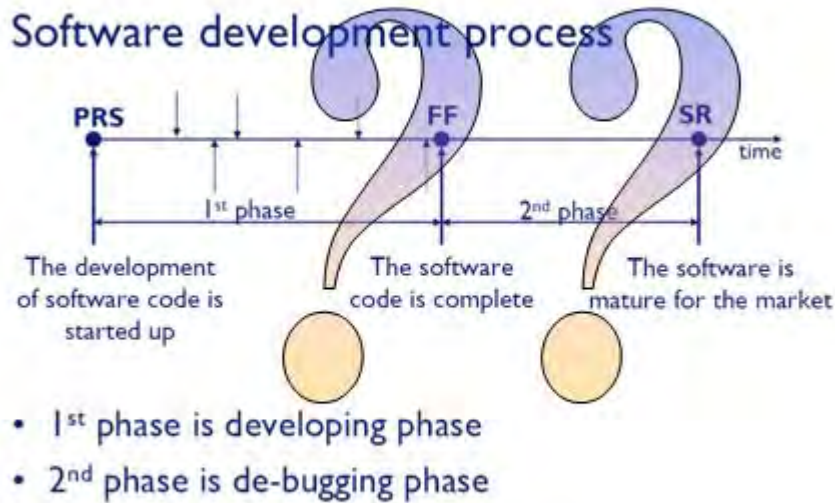 Software development process
PRS FF SR
time
1st phase 2nd phase
The development
of software code is
started up
The software
code is complete
The software is
mature for the market
• 1st phase is developing phase
• 2nd phase is de-bugging phase